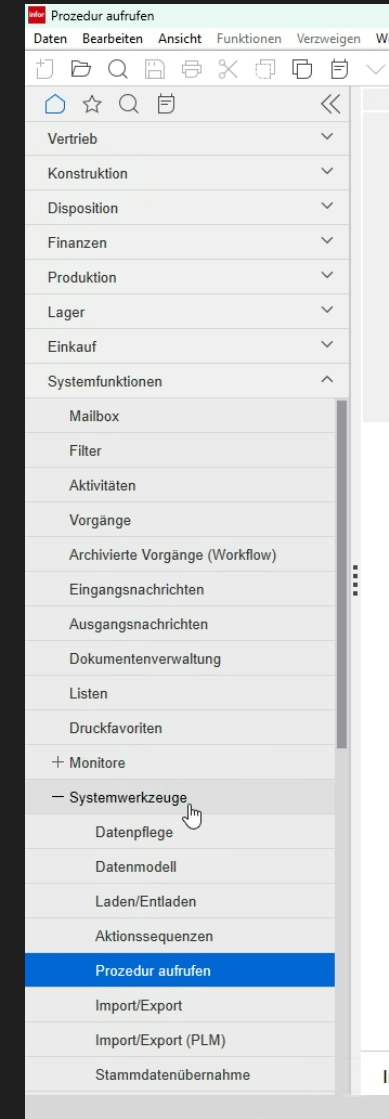 infor Prozedur aufrufen
Daten Bearbeiten Ansicht Funktionen Verzweigen
Vertrieb
Konstruktion
Disposition
Finanzen
Produktion
Lager
Einkauf
Systemfunktionen
Mailbox
Filter
Aktivitäten
Vorgänge
Archivierte Vorgänge (Workflow)
Eingangsnachrichten
Ausgangsnachrichten
Dokumentenverwaltung
Listen
Druckfavoriten
Monitore
Systemwerkzeuge
Datenpflege
Datenmodell
Laden/Entladen
Aktionssequenzen
Prozedur aufrufen
Import/Export
Import/Export (PLM)
Stammdatenübernahme